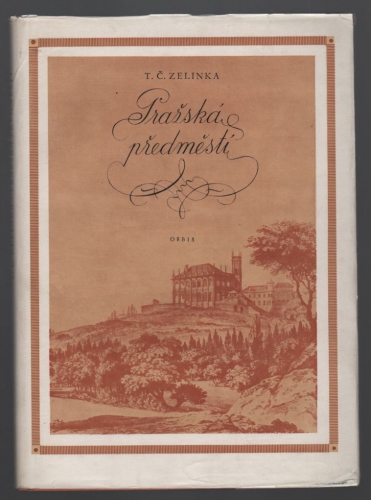 T. Č. ZELINKA
Pražská
předměstí
ORBIS